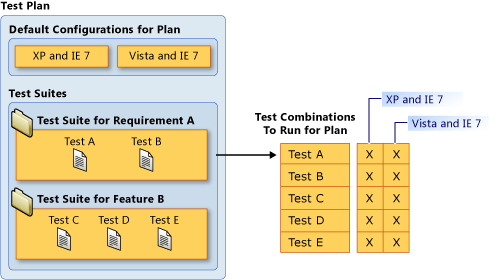 Test Plan
Default Configurations for Plan
XP and IE 7
Vista and IE 7
Test Suites
Test Suite for Requirement A
Test A
Test B
Test Suite for Feature B
Test C
Test D
Test E
Test Combinations
To Run for Plan
XP and IE 7
Vista and IE 7
Test A X X
Test B X X
Test C X X
Test D X X
Test E X X